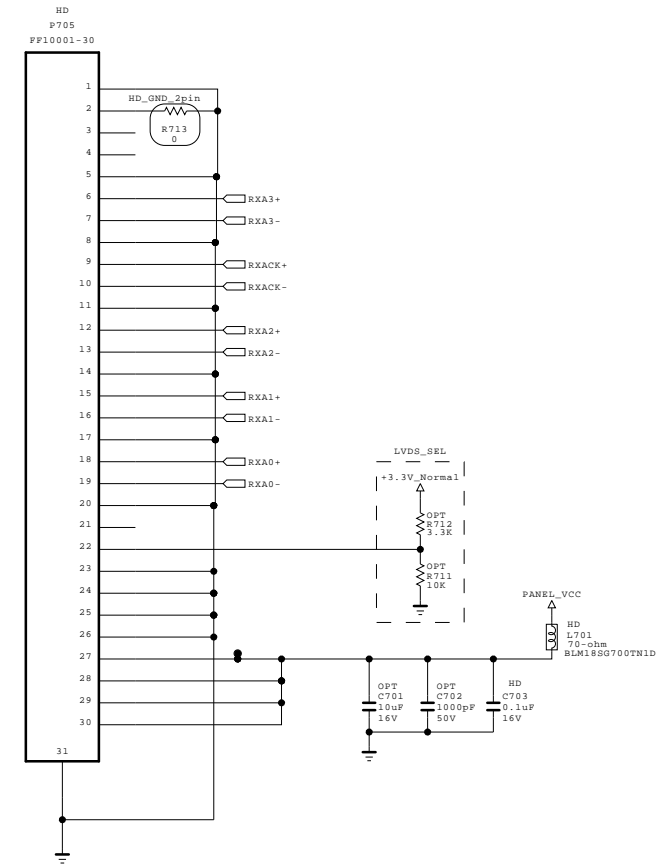 HD
P705
FF10001-30
1
HD_GND_2pin
2
R713
0
3
4
5
6
RXA3+
7
RXA3-
8
9
RXACK+
10
RXACK-
11
12
RXA2+
13
RXA2-
14
15
RXA1+
16
RXA1-
17
18
RXA0+
19
RXA0-
20
21
22
23
24
25
26
27
28
29
30
31
LVDS_SEL
+3.3V_Normal
OPT
R712
3.3K
OPT
R711
10K
PANEL_VCC
HD
L701
70-ohm
BLM18SG700TN1D
OPT
C701
10uF
16V
OPT
C702
1000pF
50V
HD
C703
0.1uF
16V